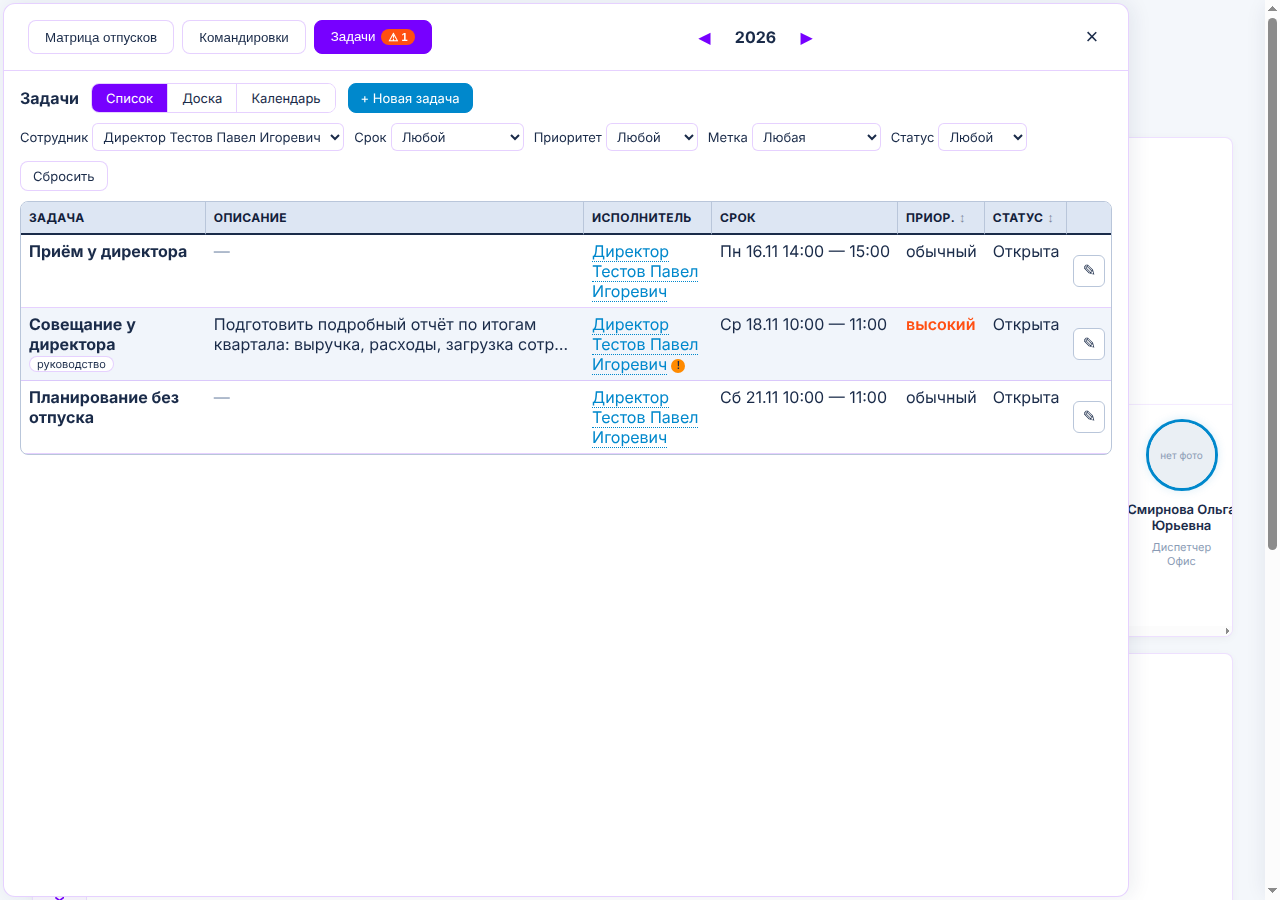 Матрица отпусков
Командировки
Задачи ⚠ 1
◀ 2026 ▶
×
Задачи
Список
Доска
Календарь
+ Новая задача
Сотрудник Директор Тестов Павел Игоревич
Срок Любой
Приоритет Любой
Метка Любая
Статус Любой
Сбросить
ЗАДАЧА ОПИСАНИЕ ИСПОЛНИТЕЛЬ СРОК ПРИОР. ↕ СТАТУС ↕
Приём у директора
—
Директор
Тестов Павел
Игоревич
Пн 16.11 14:00 — 15:00
обычный
Открыта
✎
Совещание у
директора
руководство
Подготовить подробный отчёт по итогам
квартала: выручка, расходы, загрузка сотр…
Директор
Тестов Павел
Игоревич !
Ср 18.11 10:00 — 11:00
высокий
Открыта
✎
Планирование без
отпуска
—
Директор
Тестов Павел
Игоревич
Сб 21.11 10:00 — 11:00
обычный
Открыта
✎
нет фото
Смирнова Ольга
Юрьевна
Диспетчер
Офис